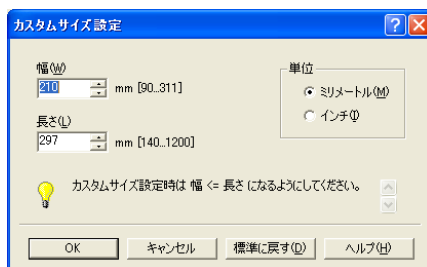 カスタムサイズ設定
幅(W)
210 mm [90...311]
長さ(L)
297 mm [140...1200]
単位
ミリメートル(M)
インチ(I)
カスタムサイズ設定時は 幅 <= 長さ になるようにしてください。
OK キャンセル 標準に戻す(D) ヘルプ(H)